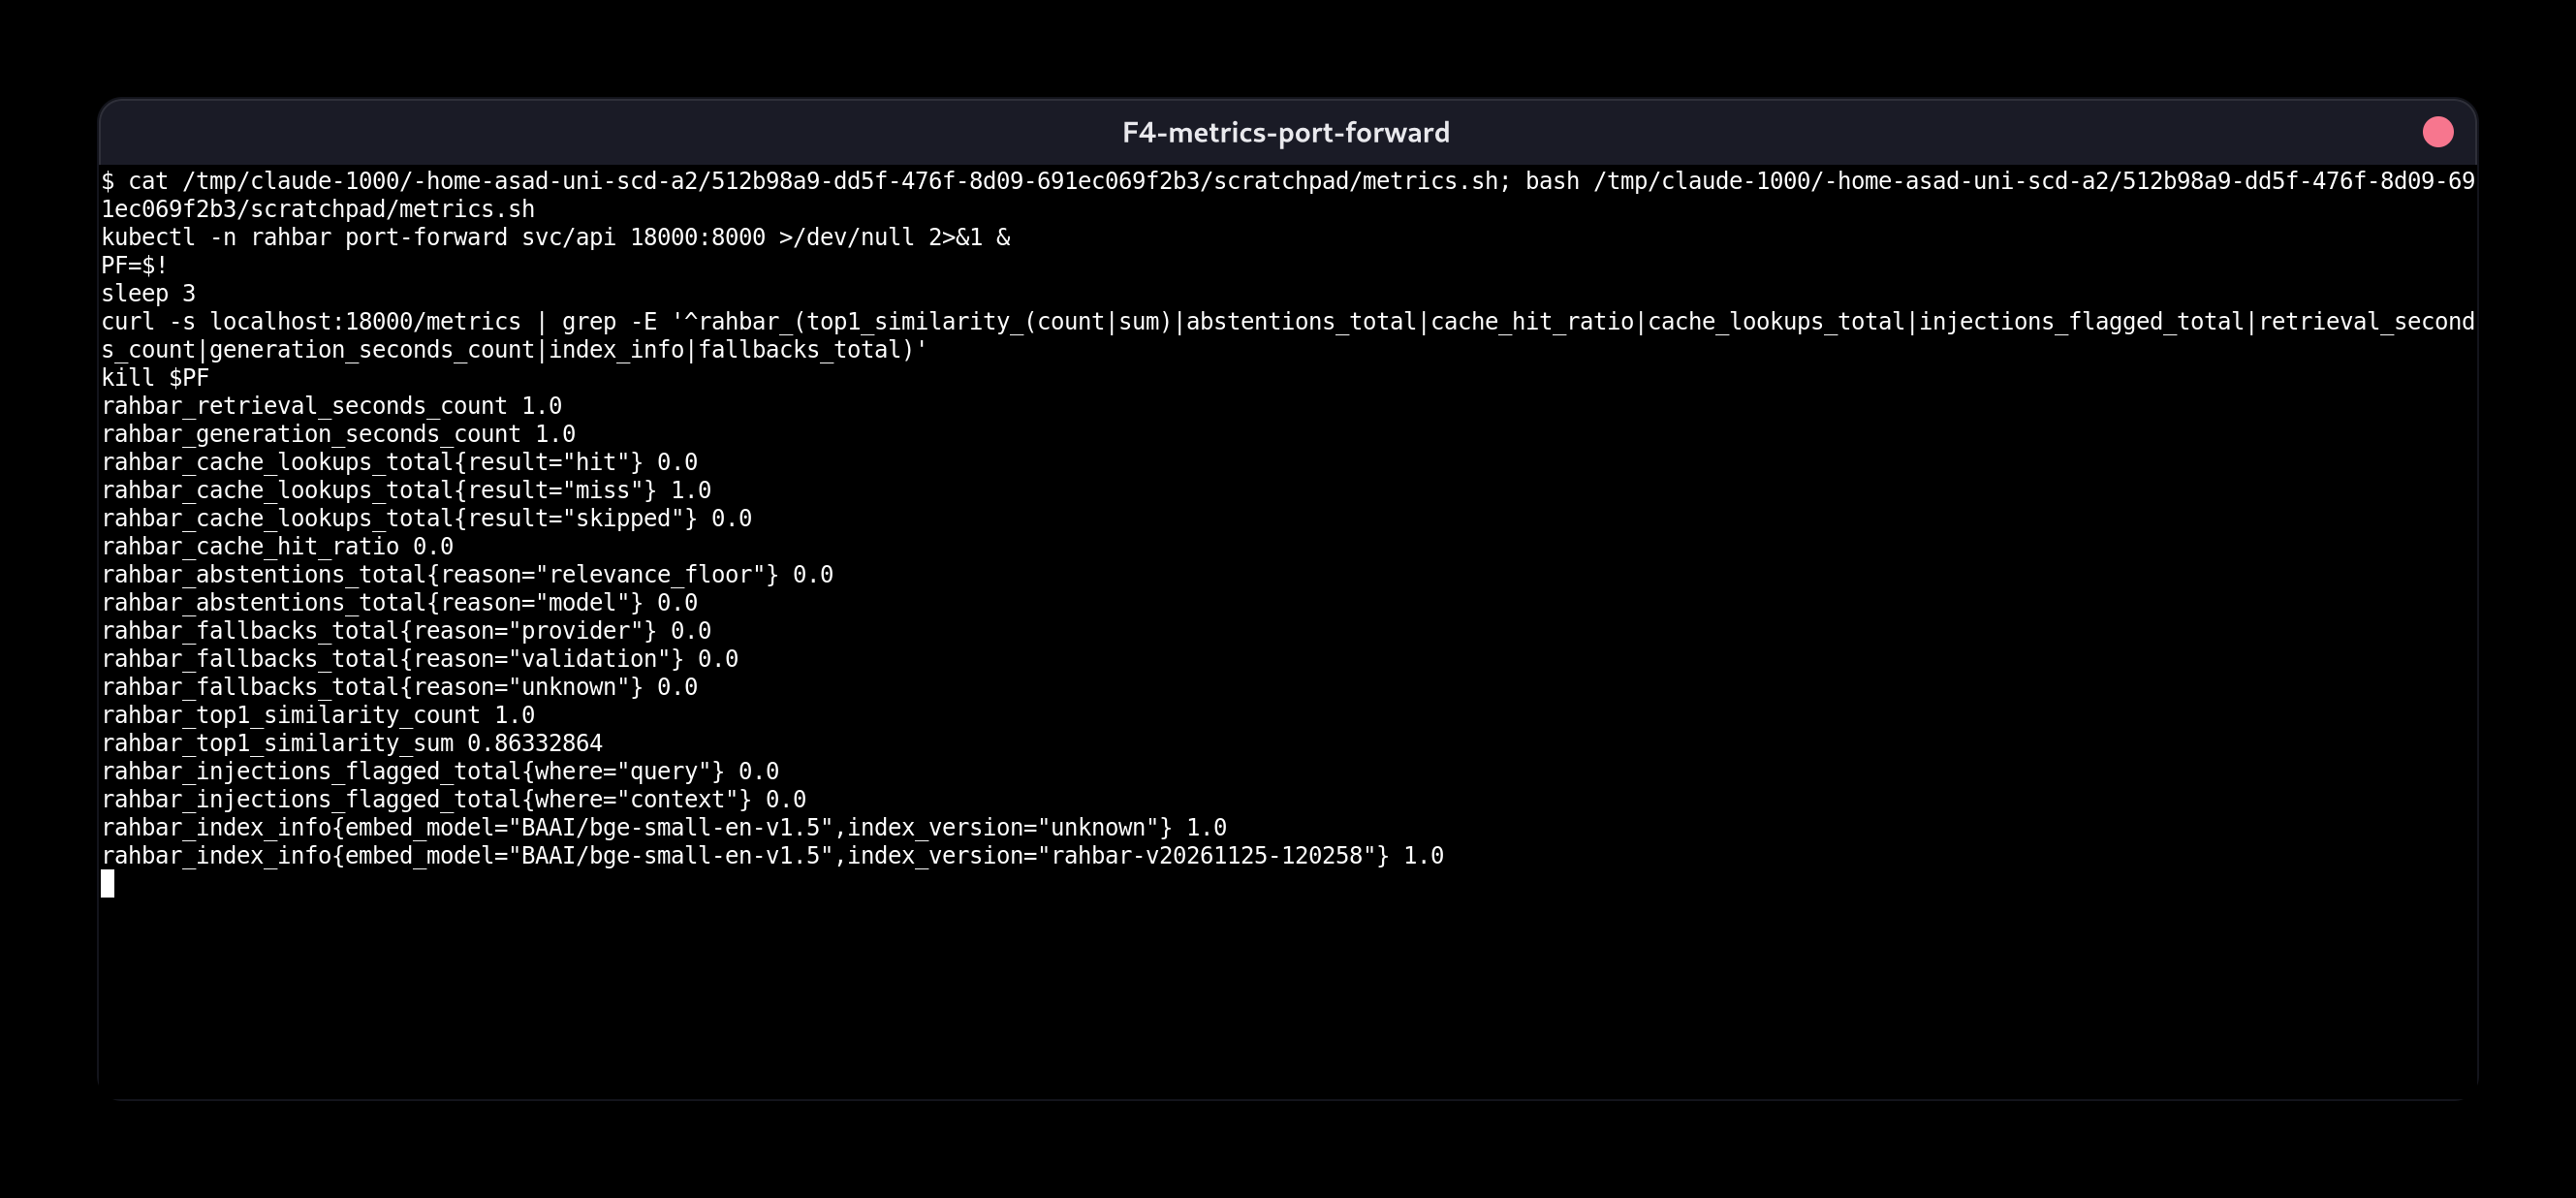 F4-metrics-port-forward
$ cat /tmp/claude-1000/-home-asad-uni-scd-a2/512b98a9-dd5f-476f-8d09-691ec069f2b3/scratchpad/metrics.sh; bash /tmp/claude-1000/-home-asad-uni-scd-a2/512b98a9-dd5f-476f-8d09-69
1ec069f2b3/scratchpad/metrics.sh
kubectl -n rahbar port-forward svc/api 18000:8000 >/dev/null 2>&1 &
PF=$!
sleep 3
curl -s localhost:18000/metrics | grep -E '^rahbar_(top1_similarity_(count|sum)|abstentions_total|cache_hit_ratio|cache_lookups_total|injections_flagged_total|retrieval_second
s_count|generation_seconds_count|index_info|fallbacks_total)'
kill $PF
rahbar_retrieval_seconds_count 1.0
rahbar_generation_seconds_count 1.0
rahbar_cache_lookups_total{result="hit"} 0.0
rahbar_cache_lookups_total{result="miss"} 1.0
rahbar_cache_lookups_total{result="skipped"} 0.0
rahbar_cache_hit_ratio 0.0
rahbar_abstentions_total{reason="relevance_floor"} 0.0
rahbar_abstentions_total{reason="model"} 0.0
rahbar_fallbacks_total{reason="provider"} 0.0
rahbar_fallbacks_total{reason="validation"} 0.0
rahbar_fallbacks_total{reason="unknown"} 0.0
rahbar_top1_similarity_count 1.0
rahbar_top1_similarity_sum 0.86332864
rahbar_injections_flagged_total{where="query"} 0.0
rahbar_injections_flagged_total{where="context"} 0.0
rahbar_index_info{embed_model="BAAI/bge-small-en-v1.5",index_version="unknown"} 1.0
rahbar_index_info{embed_model="BAAI/bge-small-en-v1.5",index_version="rahbar-v20261125-120258"} 1.0